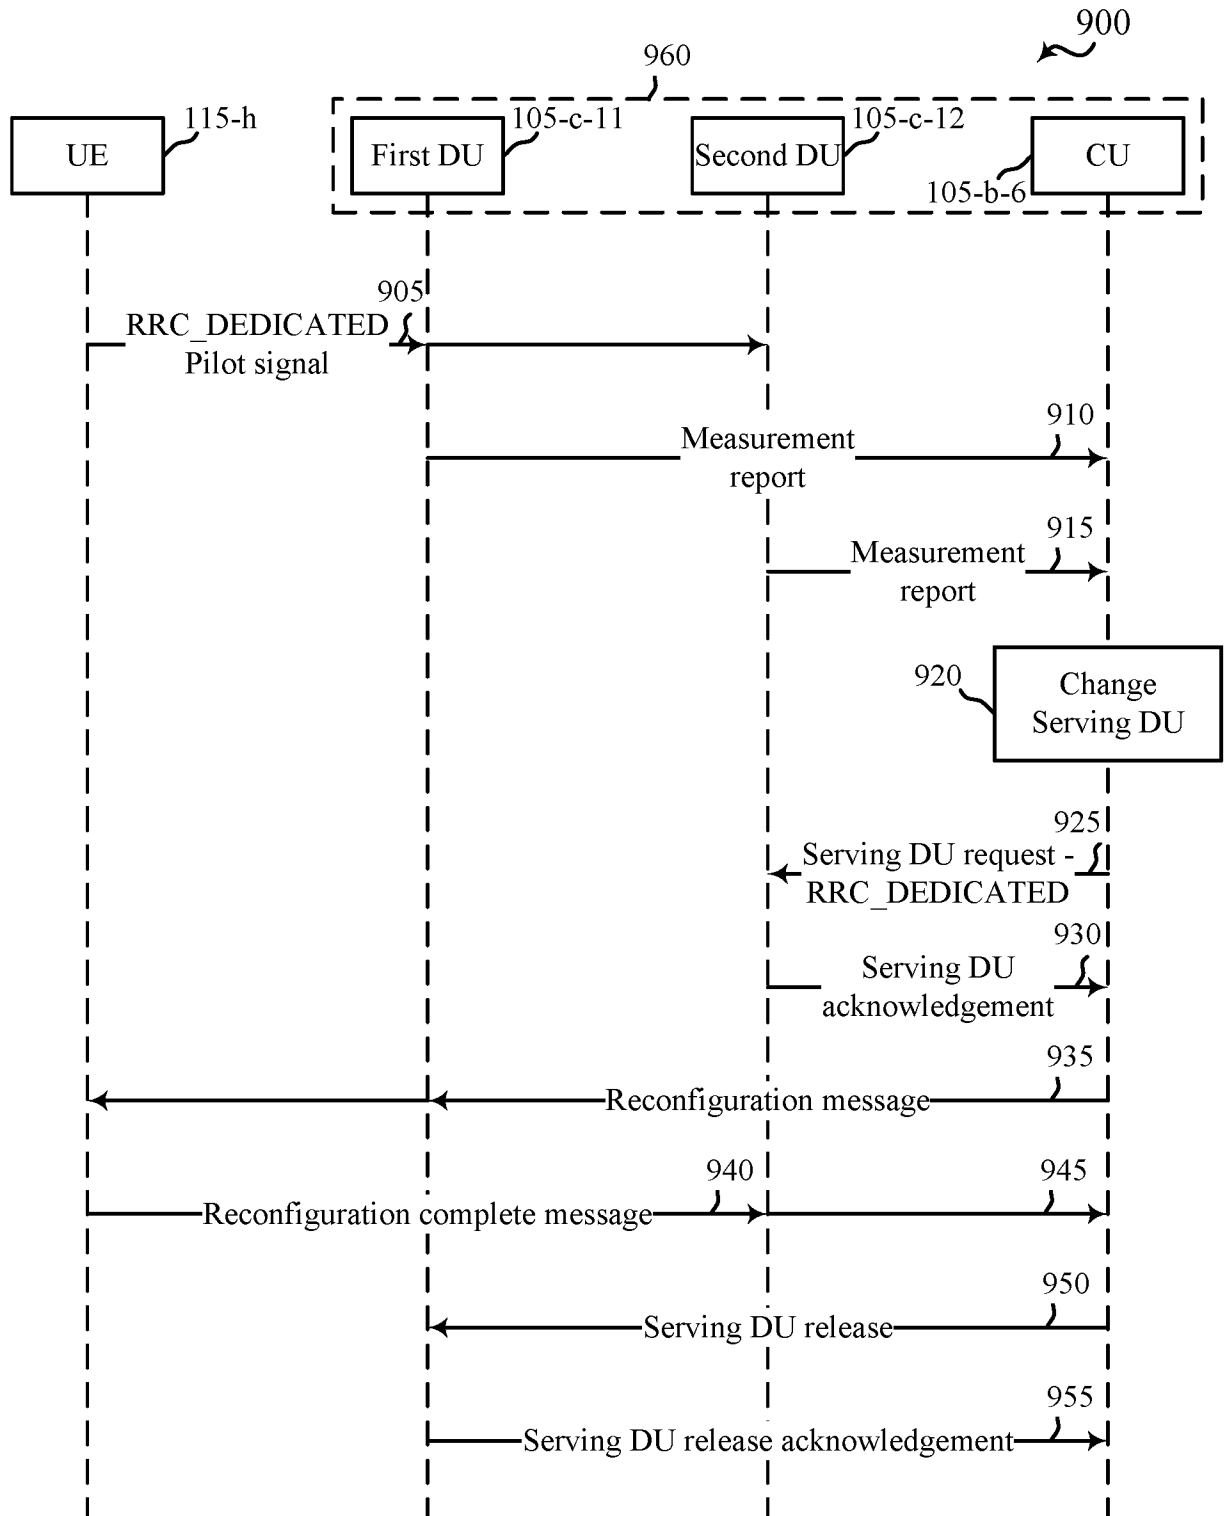 900
960
115-h
105-c-11
105-c-12
UE
First DU
Second DU
CU
105-b-6
905
RRC_DEDICATED
Pilot signal
910
Measurement
report
915
Measurement
report
920
Change
Serving DU
925
Serving DU request -
RRC_DEDICATED
930
Serving DU
acknowledgement
935
Reconfiguration message
940
945
Reconfiguration complete message
950
Serving DU release
955
Serving DU release acknowledgement